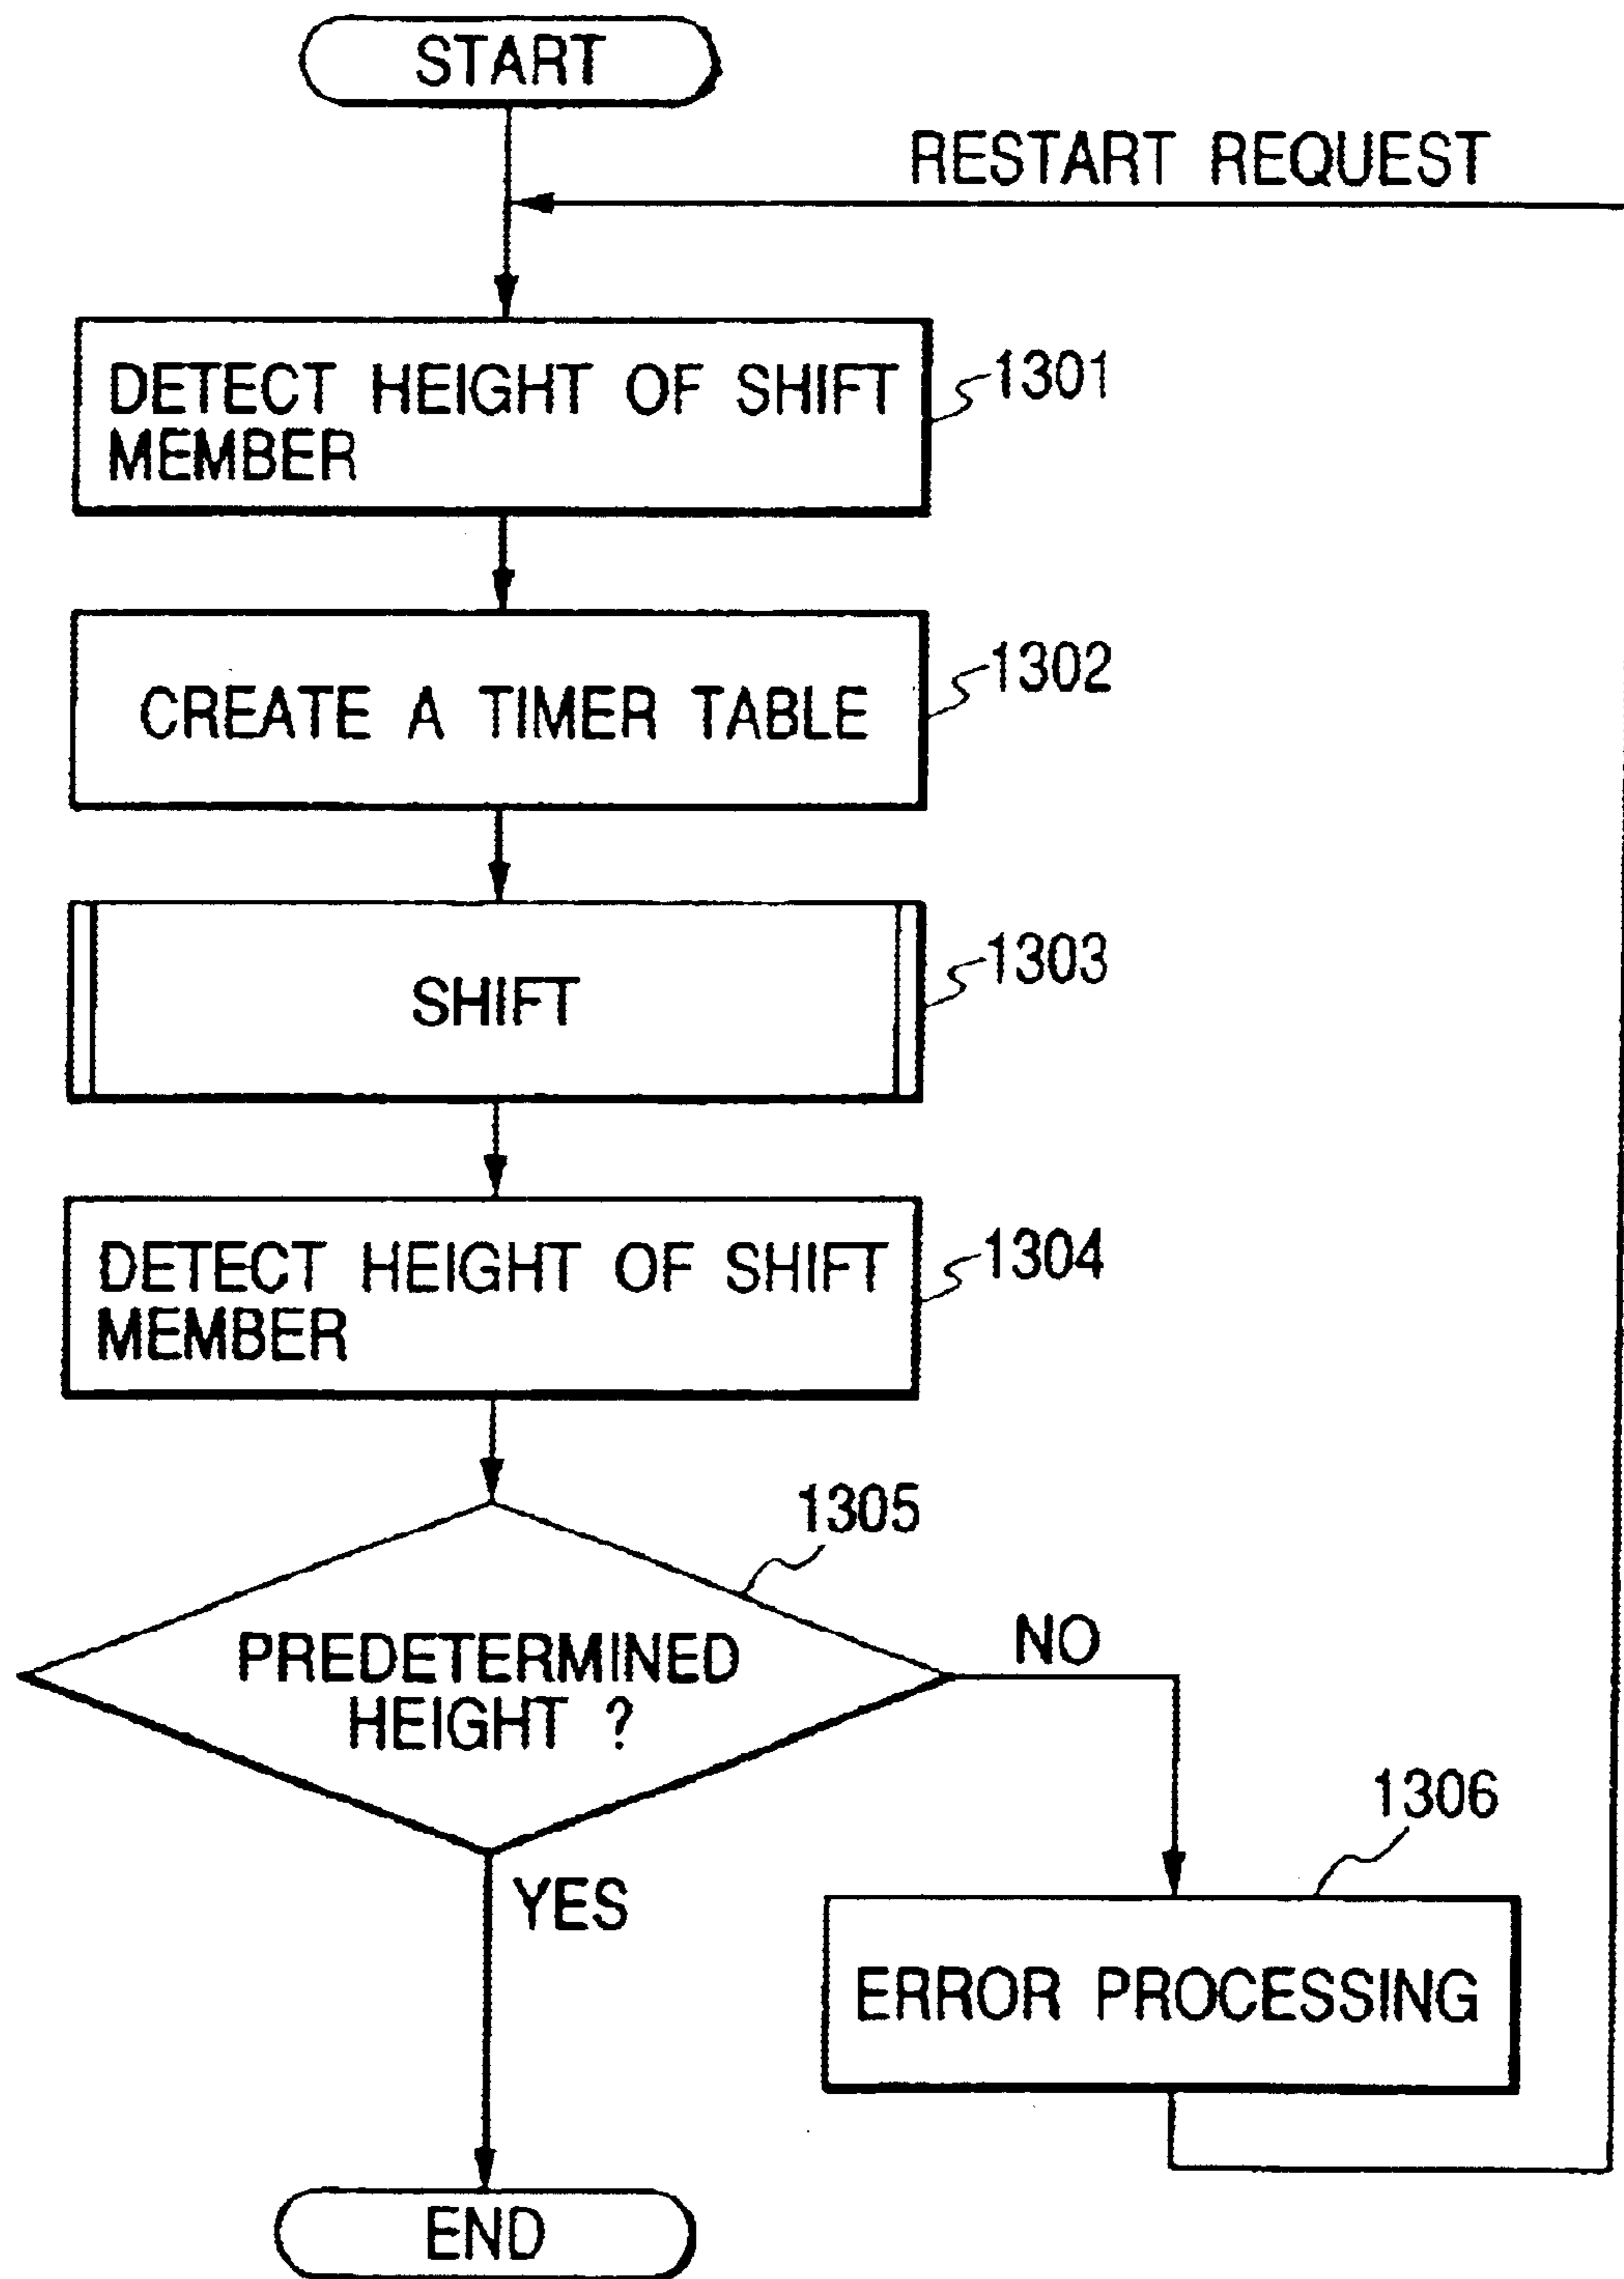 START
RESTART REQUEST
DETECT HEIGHT OF SHIFT
MEMBER
1301
CREATE A TIMER TABLE
1302
SHIFT
1303
DETECT HEIGHT OF SHIFT
MEMBER
1304
1305
PREDETERMINED
HEIGHT ?
NO
YES
1306
ERROR PROCESSING
END